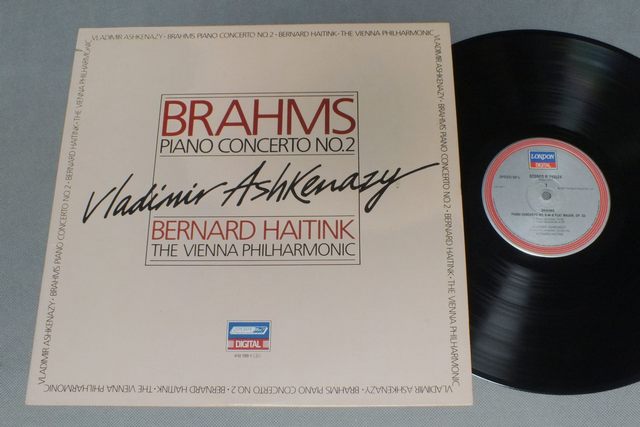 VLADIMIR ASHKENAZY · BRAHMS PIANO CONCERTO NO.2 · BERNARD HAITINK · THE VIENNA PHILHARMONIC
BRAHMS PIANO CONCERTO NO.2 · BERNARD HAITINK · THE VIENNA PHILHARMONIC
VLADIMIR ASHKENAZY · BRAHMS PIANO CONCERTO NO.2 · BERNARD HAITINK · THE VIENNA PHILHARMONIC
VLADIMIR ASHKENAZY · BRAHMS PIANO CONCERTO NO.2 · BERNARD HAITINK · THE VIENNA PHILHARMONIC
BRAHMS
PIANO CONCERTO NO.2
Vladimir Ashkenazy
BERNARD HAITINK
THE VIENNA PHILHARMONIC
DIGITAL
LONDON
DIGITAL
1
BRAHMS